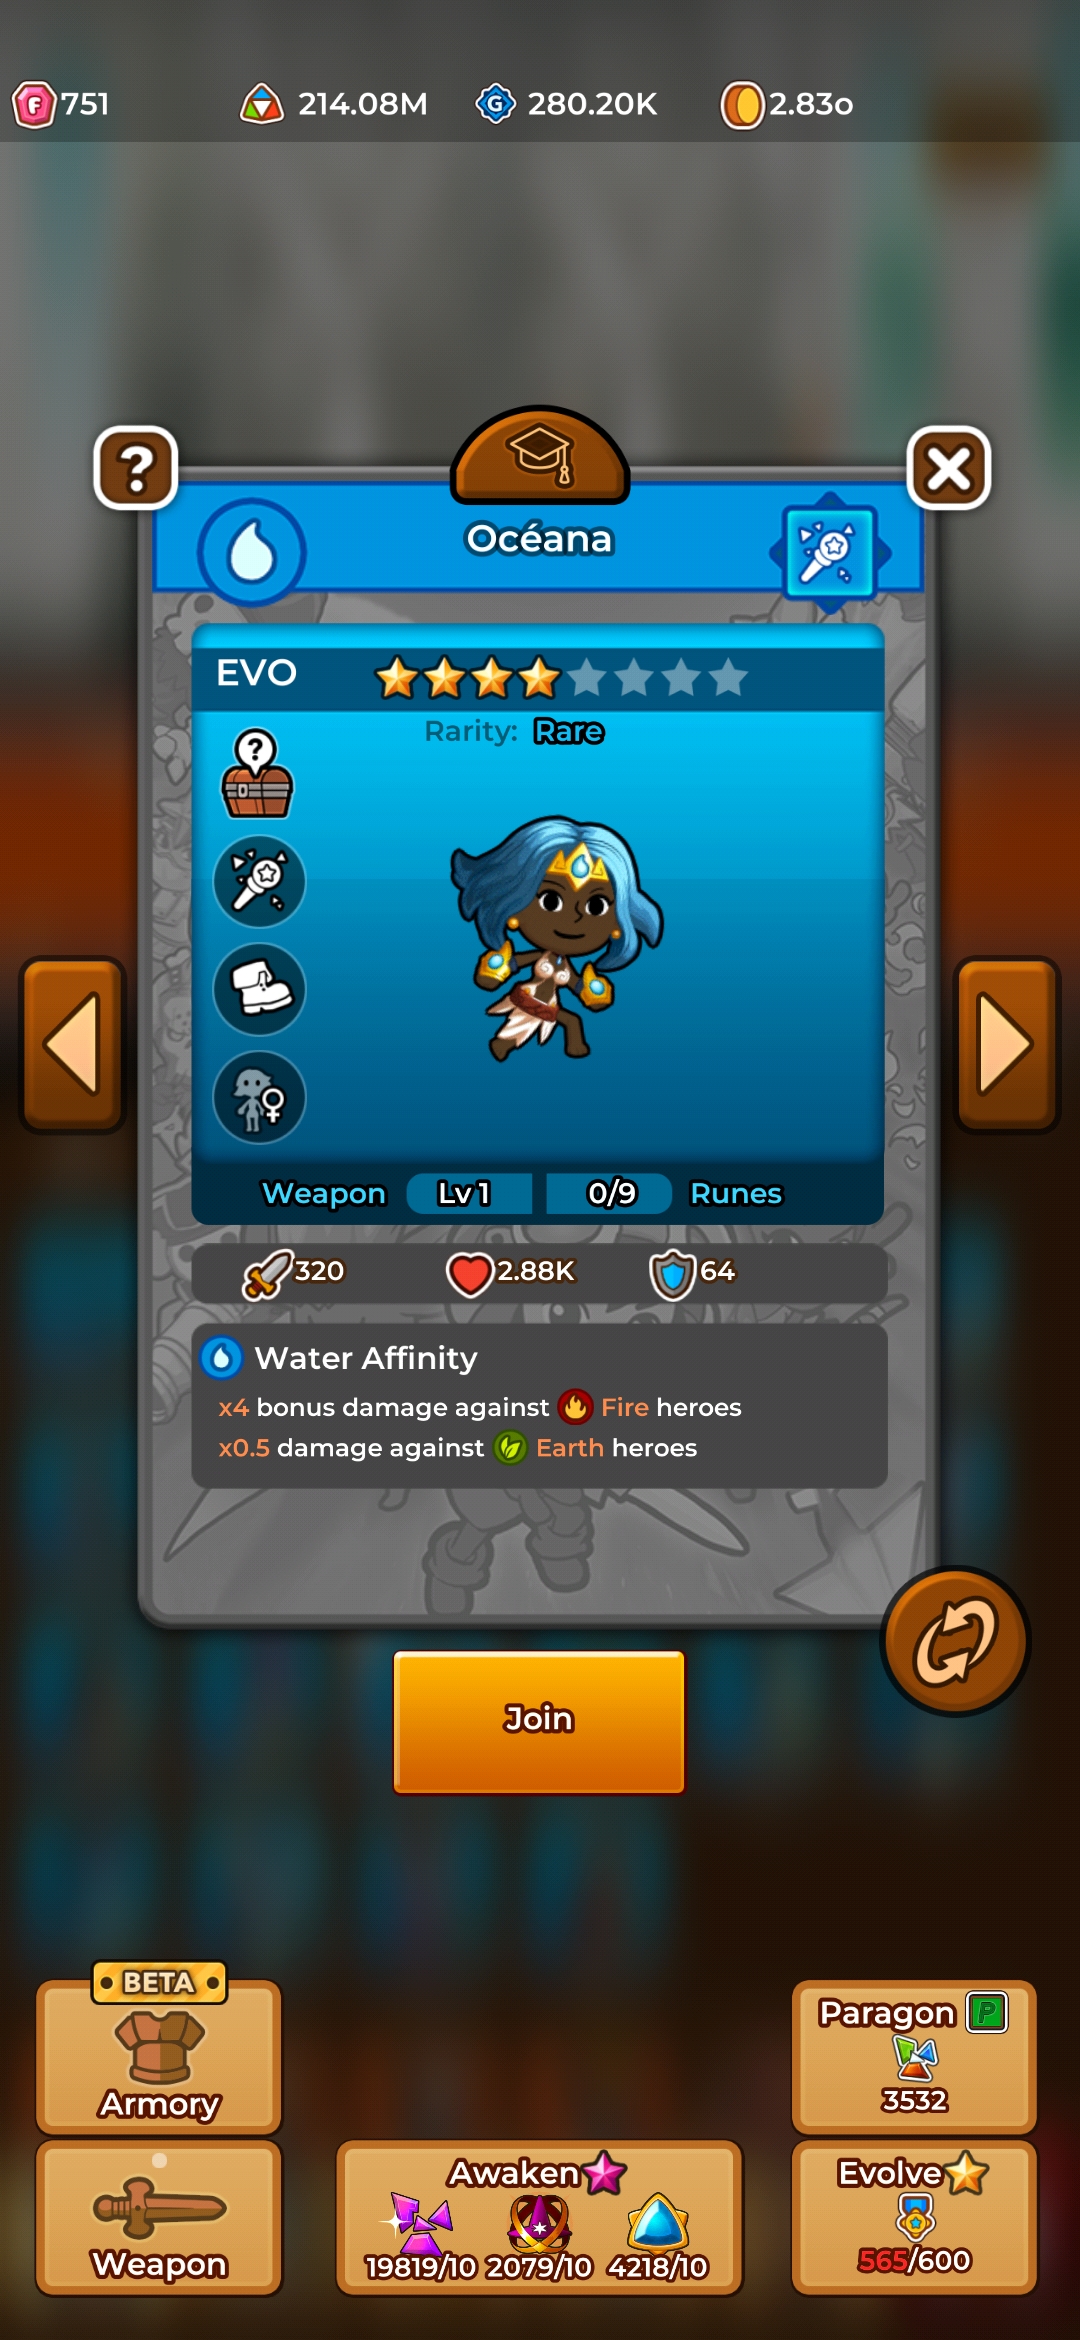 F 751 214.08M G 280.20K 2.83o
?
Océana
EVO
Rarity: Rare
?
Weapon Lv 1 0/9 Runes
320 2.88K 64
Water Affinity
x4 bonus damage against Fire heroes
x0.5 damage against Earth heroes
Join
BETA
Armory
Paragon P
3532
Weapon
Awaken
19819/10 2079/10 4218/10
Evolve
565/600